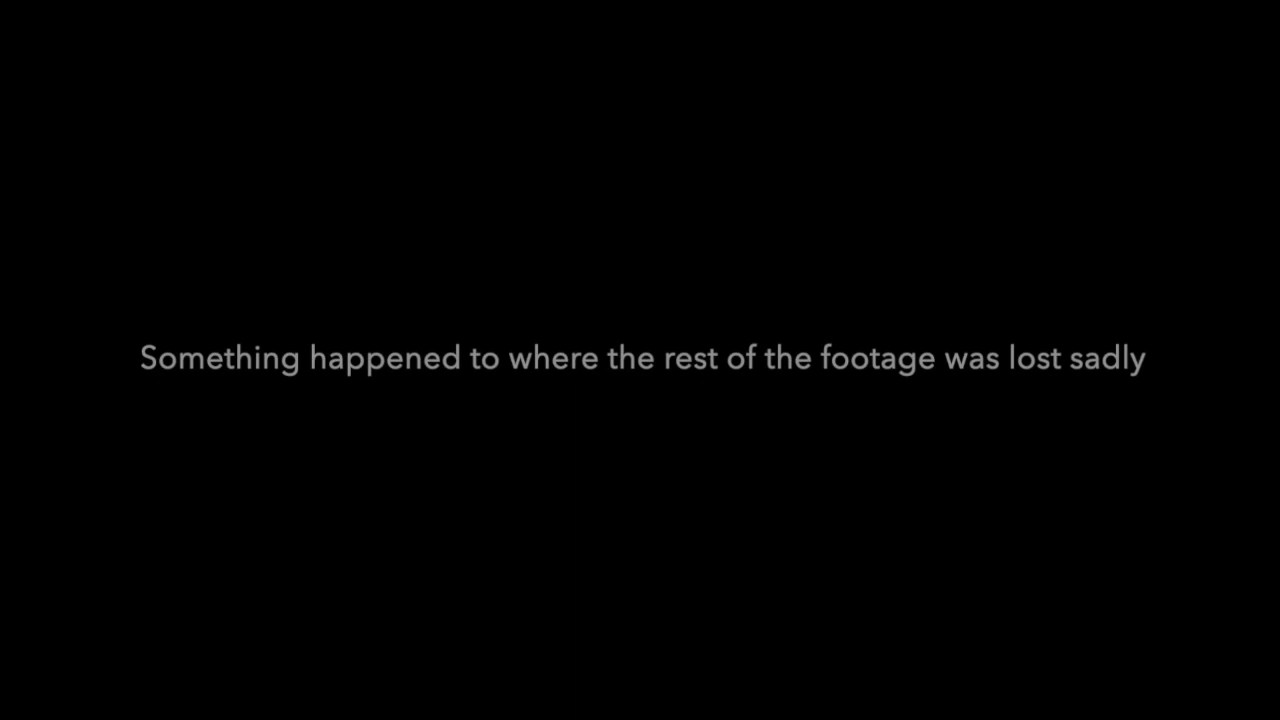 Something happened to where the rest of the footage was lost sadly